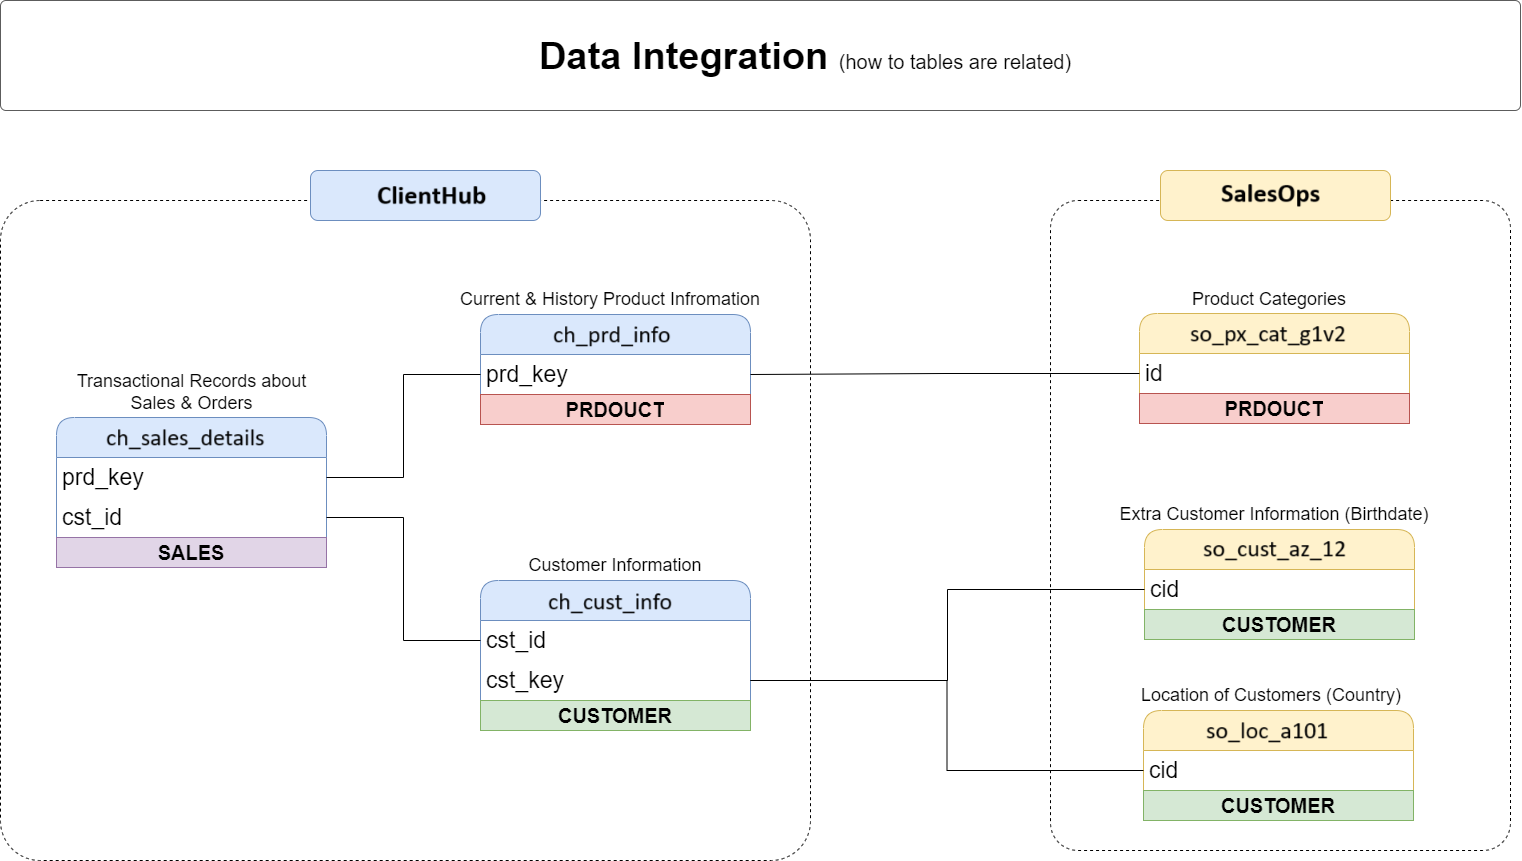 Data Integration (how to tables are related)
ClientHub
Transactional Records about
Sales & Orders
ch_sales_details
prd_key
cst_id
SALES
Current & History Product Infromation
ch_prd_info
prd_key
PRDOUCT
Customer Information
ch_cust_info
cst_id
cst_key
CUSTOMER
SalesOps
Product Categories
so_px_cat_g1v2
id
PRDOUCT
Extra Customer Information (Birthdate)
so_cust_az_12
cid
CUSTOMER
Location of Customers (Country)
so_loc_a101
cid
CUSTOMER